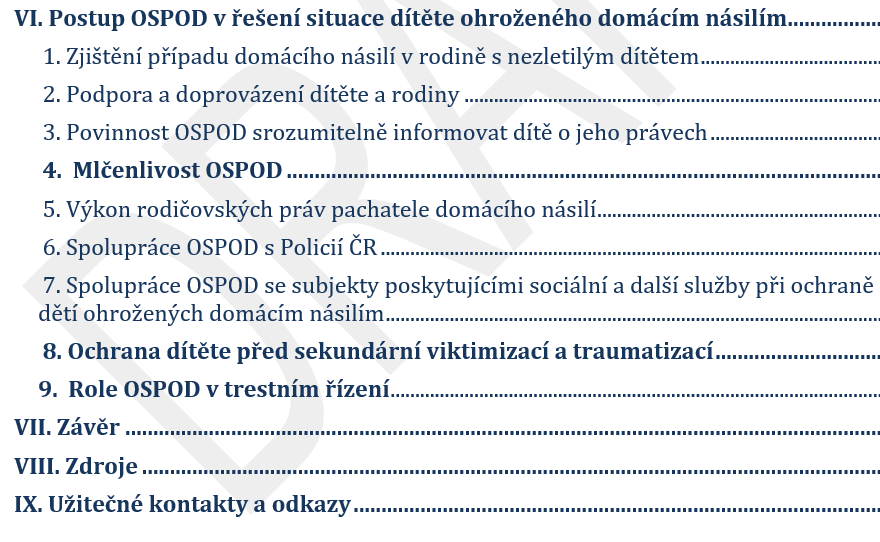 VI. Postup OSPOD v řešení situace dítěte ohroženého domácím násilím
1. Zjištění případu domácího násilí v rodině s nezletilým dítětem
2. Podpora a doprovázení dítěte a rodiny
3. Povinnost OSPOD srozumitelně informovat dítě o jeho právech
4. Mlčenlivost OSPOD
5. Výkon rodičovských práv pachatele domácího násilí
6. Spolupráce OSPOD s Policií ČR
7. Spolupráce OSPOD se subjekty poskytujícími sociální a další služby při ochraně
dětí ohrožených domácím násilím
8. Ochrana dítěte před sekundární viktimizací a traumatizací
9. Role OSPOD v trestním řízení
VII. Závěr
VIII. Zdroje
IX. Užitečné kontakty a odkazy